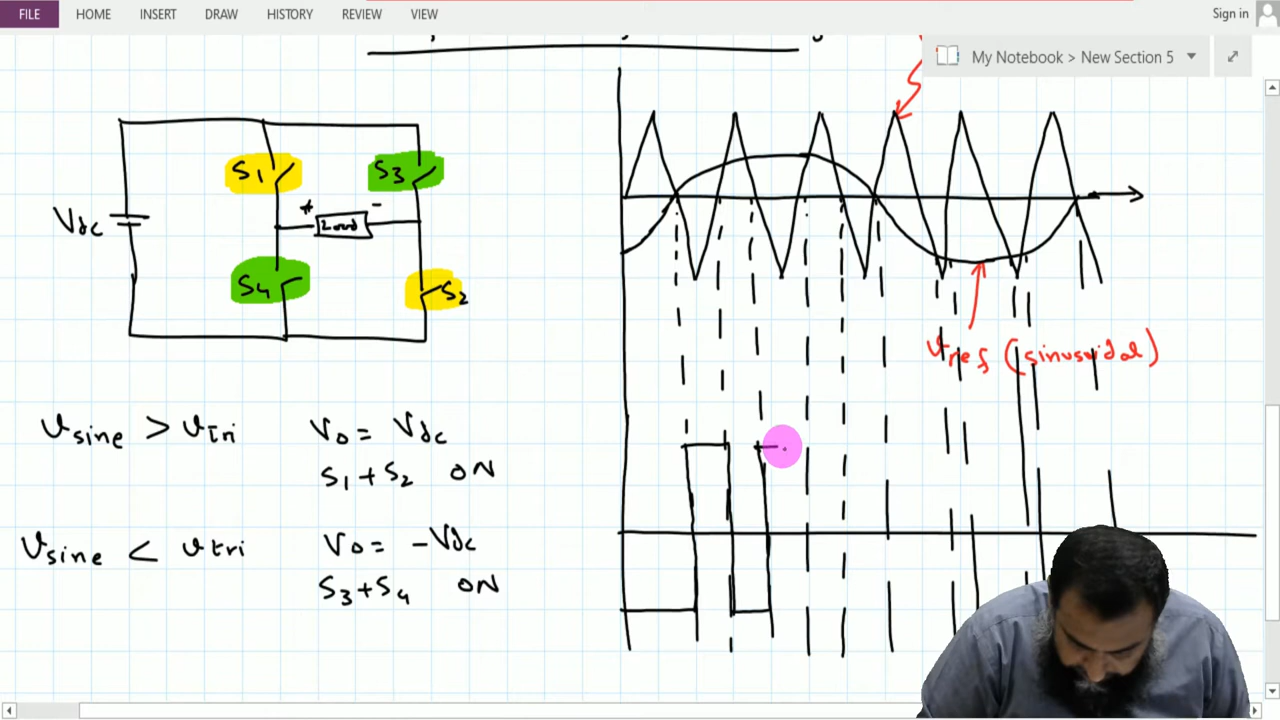 FILE HOME INSERT DRAW HISTORY REVIEW VIEW
Sign in
My Notebook > New Section 5
S1 S3
+ -
Vdc Load
S4 S2
vref (sinusoidal)
vsine > vtri Vo = Vdc
S1+S2 ON
vsine < vtri Vo = -Vdc
S3+S4 ON